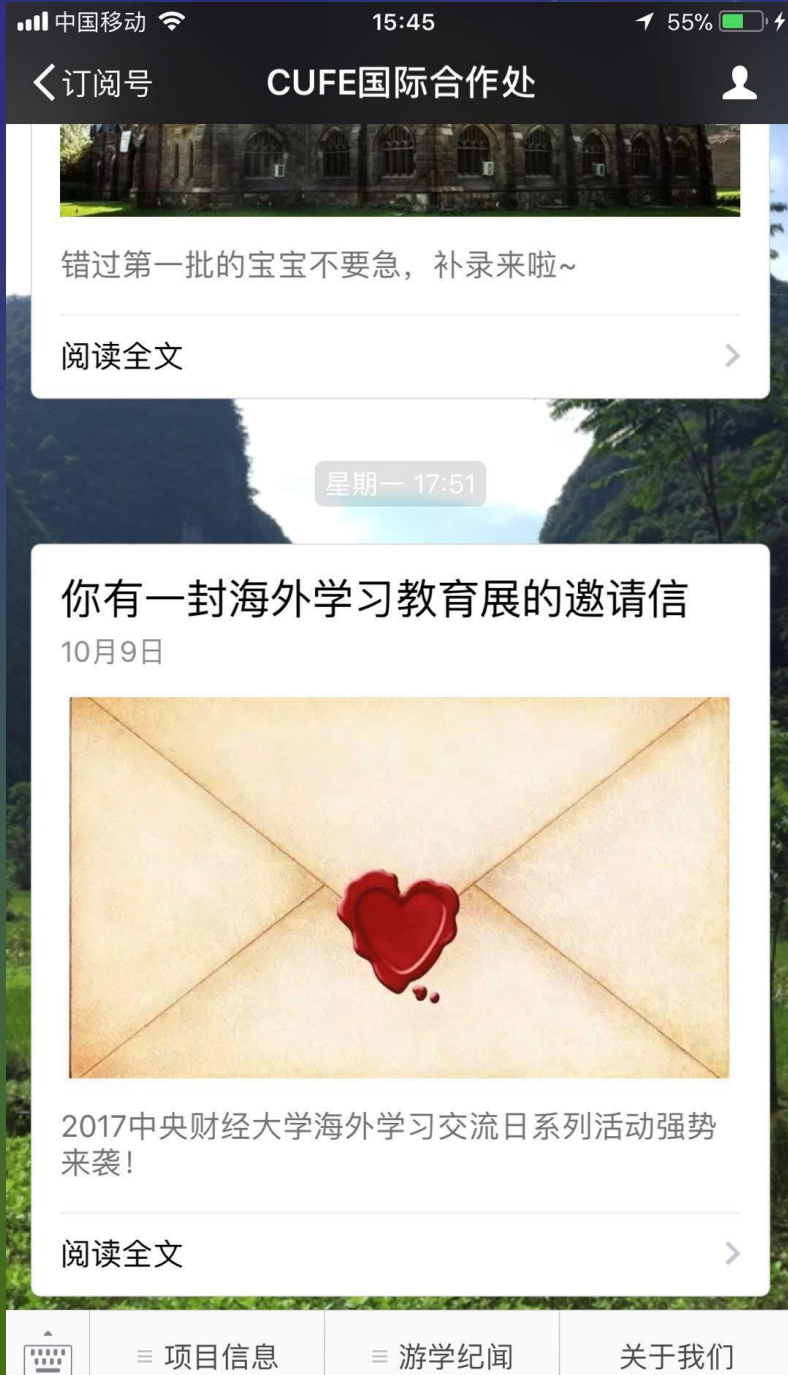 中国移动 15:45 55%
订阅号 CUFE国际合作处
错过第一批的宝宝不要急，补录来啦~
阅读全文
星期一 17:51
你有一封海外学习教育展的邀请信
10月9日
2017中央财经大学海外学习交流日系列活动强势
来袭！
阅读全文
项目信息 游学纪闻 关于我们